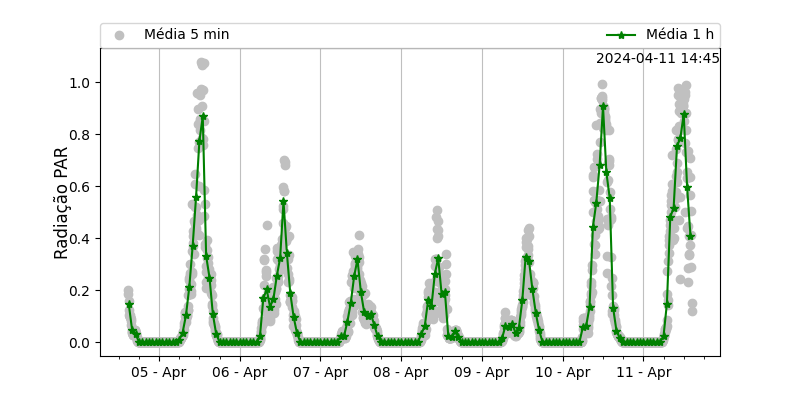 Média 5 min
Média 1 h
2024-04-11 14:45
Radiação PAR
1.0
0.8
0.6
0.4
0.2
0.0
05 - Apr
06 - Apr
07 - Apr
08 - Apr
09 - Apr
10 - Apr
11 - Apr